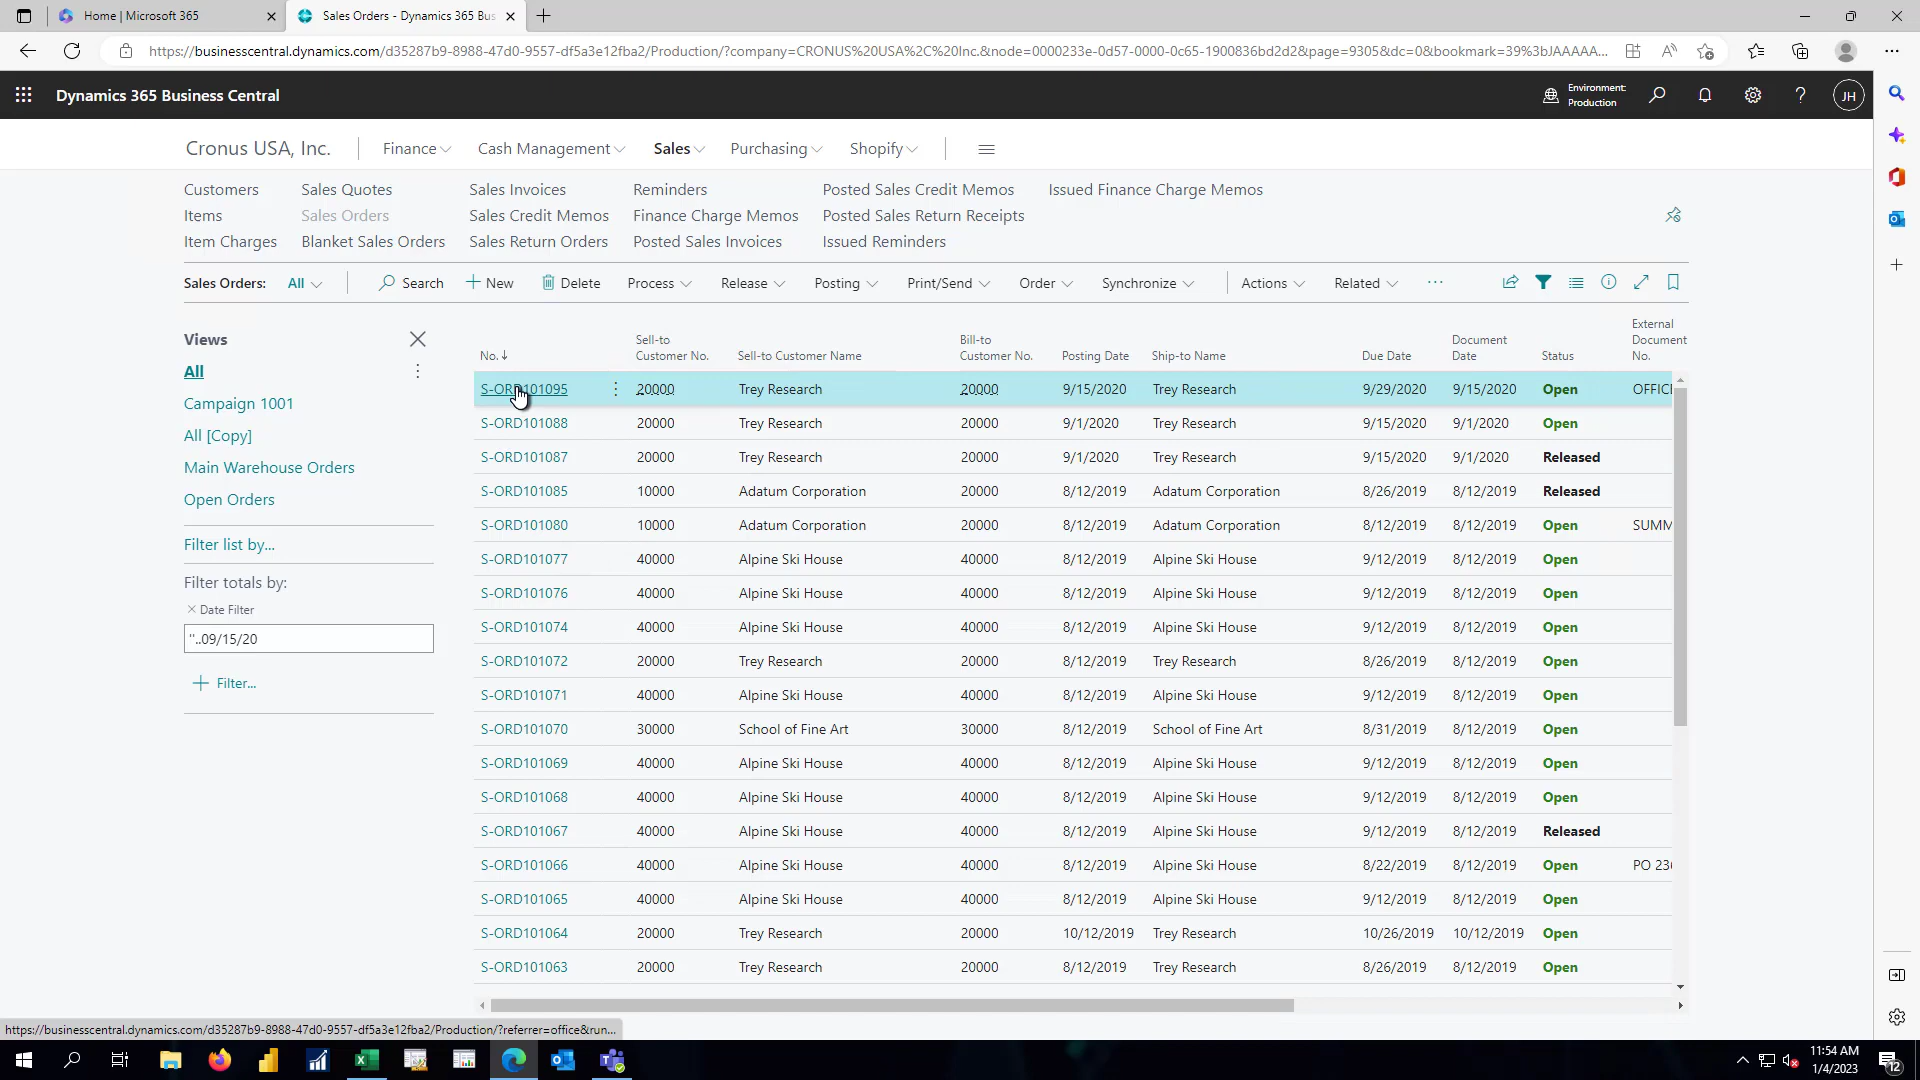 Home | Microsoft 365
Sales Orders - Dynamics 365 Bus
https://businesscentral.dynamics.com/d35287b9-8988-47d0-9557-df5a3e12fba2/Production/?company=CRONUS%20USA%2C%20Inc.&node=0000233e-0d57-0000-0c65-1900836bd2d2&page=9305&dc=0&bookmark=39%3bJAAAAA...
Dynamics 365 Business Central
Environment:
Production
JH
Cronus USA, Inc.
Finance
Cash Management
Sales
Purchasing
Shopify
Customers Sales Quotes Sales Invoices Reminders Posted Sales Credit Memos Issued Finance Charge Memos
Items Sales Orders Sales Credit Memos Finance Charge Memos Posted Sales Return Receipts
Item Charges Blanket Sales Orders Sales Return Orders Posted Sales Invoices Issued Reminders
Sales Orders: All Search New Delete Process Release Posting Print/Send Order Synchronize Actions Related ...
Views
All
Campaign 1001
All [Copy]
Main Warehouse Orders
Open Orders
Filter list by...
Filter totals by:
Date Filter
''..09/15/20
Filter...
No. Sell-to Customer No. Sell-to Customer Name Bill-to Customer No. Posting Date Ship-to Name Due Date Document Date Status External Document No.
S-ORD101095 20000 Trey Research 20000 9/15/2020 Trey Research 9/29/2020 9/15/2020 Open OFFIC
S-ORD101088 20000 Trey Research 20000 9/1/2020 Trey Research 9/15/2020 9/1/2020 Open
S-ORD101087 20000 Trey Research 20000 9/1/2020 Trey Research 9/15/2020 9/1/2020 Released
S-ORD101085 10000 Adatum Corporation 20000 8/12/2019 Adatum Corporation 8/26/2019 8/12/2019 Released
S-ORD101080 10000 Adatum Corporation 20000 8/12/2019 Adatum Corporation 8/12/2019 8/12/2019 Open SUMM
S-ORD101077 40000 Alpine Ski House 40000 8/12/2019 Alpine Ski House 9/12/2019 8/12/2019 Open
S-ORD101076 40000 Alpine Ski House 40000 8/12/2019 Alpine Ski House 9/12/2019 8/12/2019 Open
S-ORD101074 40000 Alpine Ski House 40000 8/12/2019 Alpine Ski House 9/12/2019 8/12/2019 Open
S-ORD101072 20000 Trey Research 20000 8/12/2019 Trey Research 8/26/2019 8/12/2019 Open
S-ORD101071 40000 Alpine Ski House 40000 8/12/2019 Alpine Ski House 9/12/2019 8/12/2019 Open
S-ORD101070 30000 School of Fine Art 30000 8/12/2019 School of Fine Art 8/31/2019 8/12/2019 Open
S-ORD101069 40000 Alpine Ski House 40000 8/12/2019 Alpine Ski House 9/12/2019 8/12/2019 Open
S-ORD101068 40000 Alpine Ski House 40000 8/12/2019 Alpine Ski House 9/12/2019 8/12/2019 Open
S-ORD101067 40000 Alpine Ski House 40000 8/12/2019 Alpine Ski House 9/12/2019 8/12/2019 Released
S-ORD101066 40000 Alpine Ski House 40000 8/12/2019 Alpine Ski House 8/22/2019 8/12/2019 Open PO 236
S-ORD101065 40000 Alpine Ski House 40000 8/12/2019 Alpine Ski House 9/12/2019 8/12/2019 Open
S-ORD101064 20000 Trey Research 20000 10/12/2019 Trey Research 10/26/2019 10/12/2019 Open
S-ORD101063 20000 Trey Research 20000 8/12/2019 Trey Research 8/26/2019 8/12/2019 Open
https://businesscentral.dynamics.com/d35287b9-8988-47d0-9557-df5a3e12fba2/Production/?referrer=office&run...
11:54 AM
1/4/2023
12